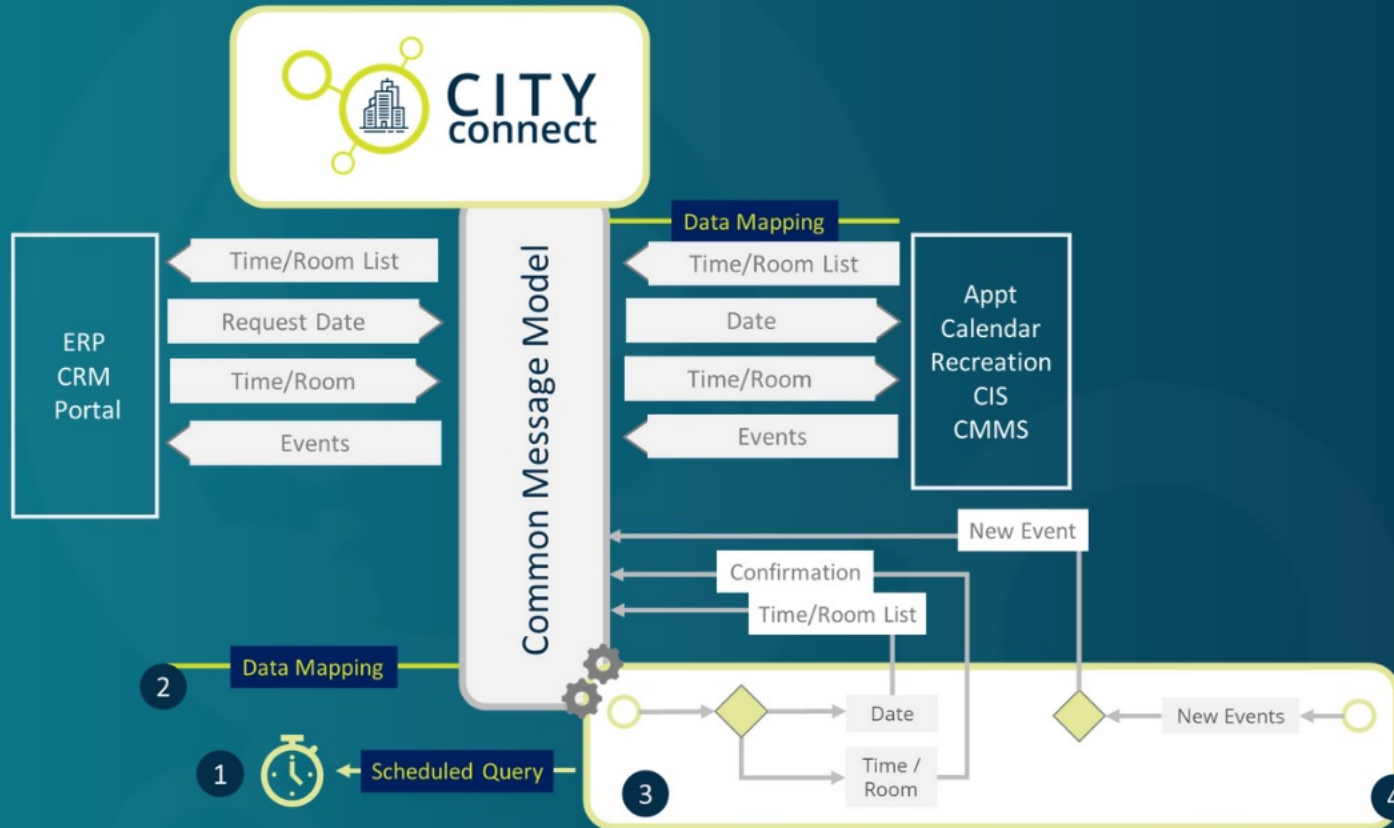 CITY
connect
Data Mapping
Time/Room List
Request Date
Time/Room
Events
ERP
CRM
Portal
Common Message Model
Time/Room List
Date
Time/Room
Events
Appt
Calendar
Recreation
CIS
CMMS
New Event
Confirmation
Time/Room List
2
Data Mapping
1
Scheduled Query
3
Date
Time /
Room
New Events
4